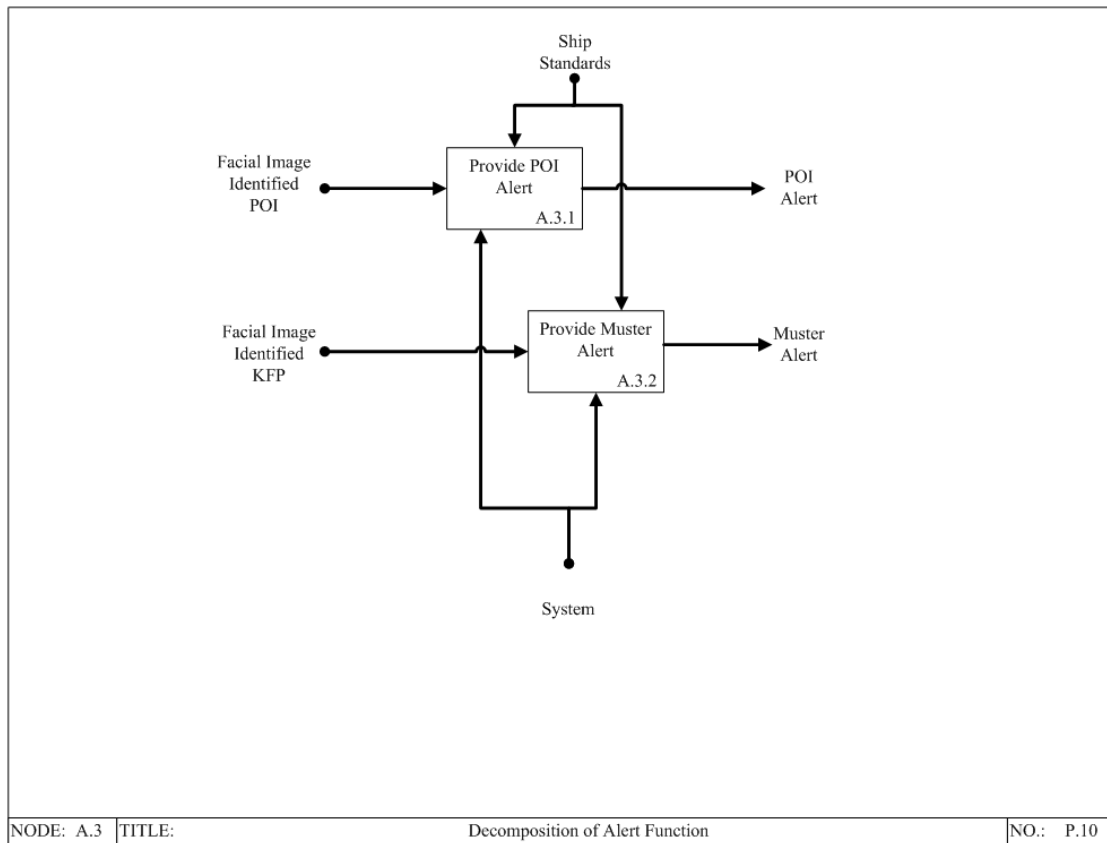 Ship
Standards
Facial Image
Identified
POI
Provide POI
Alert
A.3.1
POI
Alert
Facial Image
Identified
KFP
Provide Muster
Alert
A.3.2
Muster
Alert
System
NODE: A.3
TITLE:
Decomposition of Alert Function
NO.: P.10